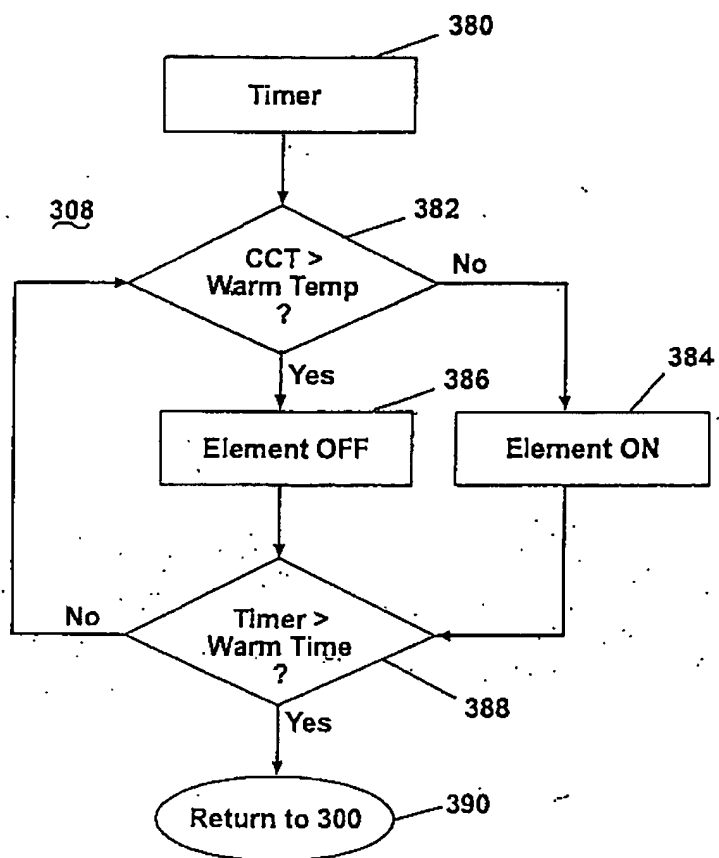 380
Timer
308
382
CCT >
Warm Temp
?
No
Yes
386
384
Element OFF
Element ON
No
Timer >
Warm Time
?
388
Yes
Return to 300
390